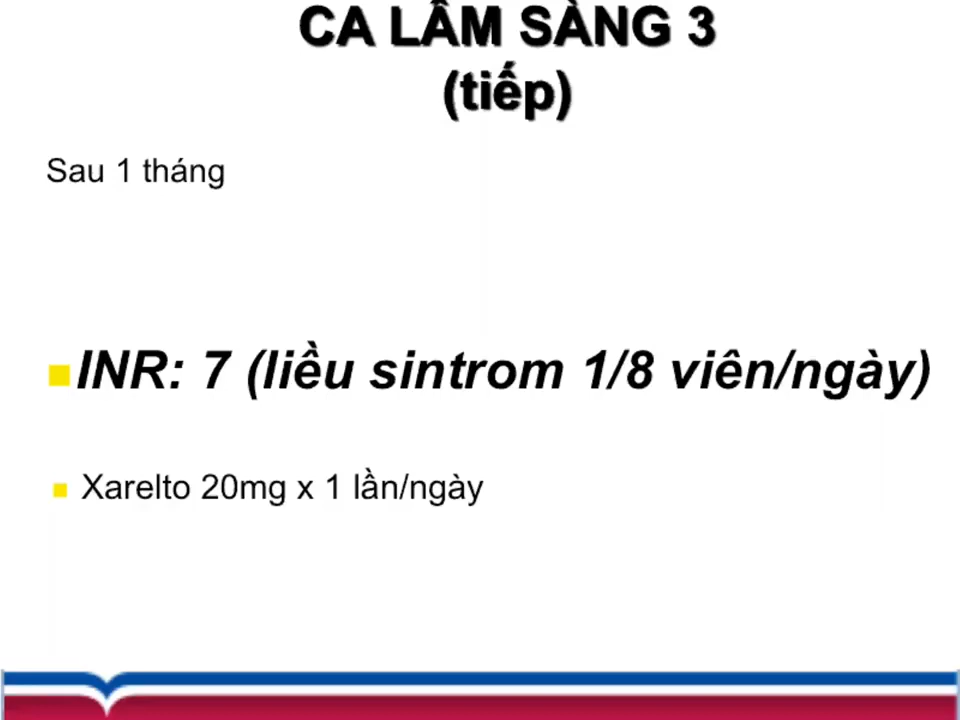 CA LÂM SÀNG 3
(tiếp)
Sau 1 tháng
INR: 7 (liều sintrom 1/8 viên/ngày)
Xarelto 20mg x 1 lần/ngày